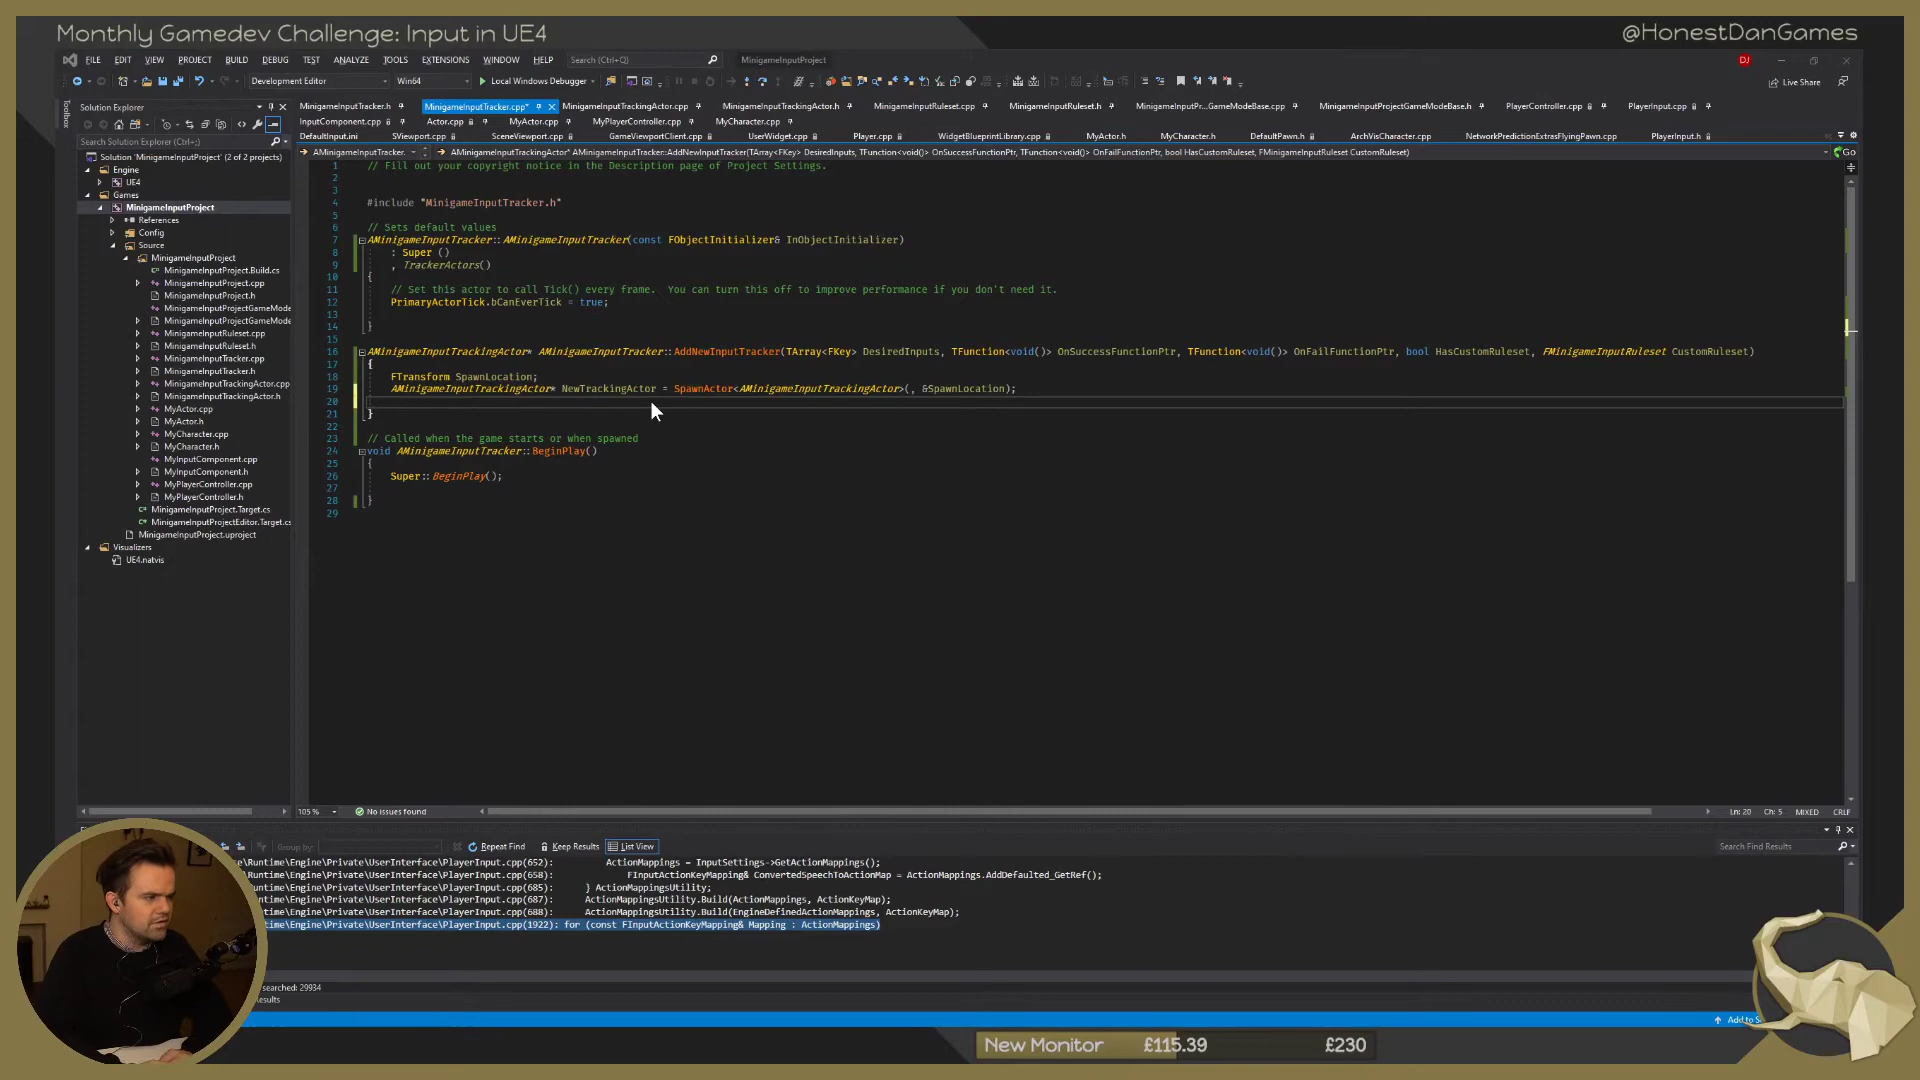 Monthly Gamedev Challenge: Input in UE4
@HonestDanGames
FILE EDIT VIEW PROJECT BUILD DEBUG TEST ANALYZE TOOLS EXTENSIONS WINDOW HELP Search (Ctrl+Q) MinigameInputProject DJ
Development Editor Win64 Local Windows Debugger Live Share
Toolbox
Solution Explorer
MinigameInputTracker.h MinigameInputTracker.cpp* MinigameInputTrackingActor.cpp MinigameInputTrackingActor.h MinigameInputRuleset.cpp MinigameInputRuleset.h MinigameInputPr...GameModeBase.cpp MinigameInputProjectGameModeBase.h PlayerController.cpp PlayerInput.cpp
InputComponent.cpp Actor.cpp MyActor.cpp MyPlayerController.cpp MyCharacter.cpp
DefaultInput.ini SViewport.cpp SceneViewport.cpp GameViewportClient.cpp UserWidget.cpp Player.cpp WidgetBlueprintLibrary.cpp MyActor.h MyCharacter.h DefaultPawn.h ArchVisCharacter.cpp NetworkPredictionExtrasFlyingPawn.cpp PlayerInput.h
AMinigameInputTracker. AMinigameInputTrackingActor* AMinigameInputTracker::AddNewInputTracker(TArray<FKey> DesiredInputs, TFunction<void()> OnSuccessFunctionPtr, TFunction<void()> OnFailFunctionPtr, bool HasCustomRuleset, FMinigameInputRuleset CustomRuleset) Go
Search Solution Explorer (Ctrl+;)
Solution 'MinigameInputProject' (2 of 2 projects)
Engine
UE4
Games
MinigameInputProject
References
Config
Source
MinigameInputProject
MinigameInputProject.Build.cs
MinigameInputProject.cpp
MinigameInputProject.h
MinigameInputProjectGameMode
MinigameInputProjectGameMode
MinigameInputRuleset.cpp
MinigameInputRuleset.h
MinigameInputTracker.cpp
MinigameInputTracker.h
MinigameInputTrackingActor.cpp
MinigameInputTrackingActor.h
MyActor.cpp
MyActor.h
MyCharacter.cpp
MyCharacter.h
MyInputComponent.cpp
MyInputComponent.h
MyPlayerController.cpp
MyPlayerController.h
MinigameInputProject.Target.cs
MinigameInputProjectEditor.Target.cs
MinigameInputProject.uproject
Visualizers
UE4.natvis
1 // Fill out your copyright notice in the Description page of Project Settings.
2
3
4 #include "MinigameInputTracker.h"
5
6 // Sets default values
7 AMinigameInputTracker::AMinigameInputTracker(const FObjectInitializer& InObjectInitializer)
8 : Super ()
9 , TrackerActors()
10 {
11 // Set this actor to call Tick() every frame. You can turn this off to improve performance if you don't need it.
12 PrimaryActorTick.bCanEverTick = true;
13
14 }
15
16 AMinigameInputTrackingActor* AMinigameInputTracker::AddNewInputTracker(TArray<FKey> DesiredInputs, TFunction<void()> OnSuccessFunctionPtr, TFunction<void()> OnFailFunctionPtr, bool HasCustomRuleset, FMinigameInputRuleset CustomRuleset)
17 {
18 FTransform SpawnLocation;
19 AMinigameInputTrackingActor* NewTrackingActor = SpawnActor<AMinigameInputTrackingActor>(, &SpawnLocation);
20
21 }
22
23 // Called when the game starts or when spawned
24 void AMinigameInputTracker::BeginPlay()
25 {
26 Super::BeginPlay();
27
28 }
29
105 % No issues found Ln: 20 Ch: 5 MIXED CRLF
Group by: Repeat Find Keep Results List View Search Find Results
time\Engine\Private\UserInterface\PlayerInput.cpp(652): ActionMappings = InputSettings->GetActionMappings();
time\Engine\Private\UserInterface\PlayerInput.cpp(658): FInputActionKeyMapping& ConvertedSpeechToActionMap = ActionMappings.AddDefaulted_GetRef();
time\Engine\Private\UserInterface\PlayerInput.cpp(685): } ActionMappingsUtility;
time\Engine\Private\UserInterface\PlayerInput.cpp(687): ActionMappingsUtility.Build(ActionMappings, ActionKeyMap);
time\Engine\Private\UserInterface\PlayerInput.cpp(688): ActionMappingsUtility.Build(EngineDefinedActionMappings, ActionKeyMap);
time\Engine\Private\UserInterface\PlayerInput.cpp(1922): for (const FInputActionKeyMapping& Mapping : ActionMappings)
searched: 29934
Results
Add to S
New Monitor £115.39 £230